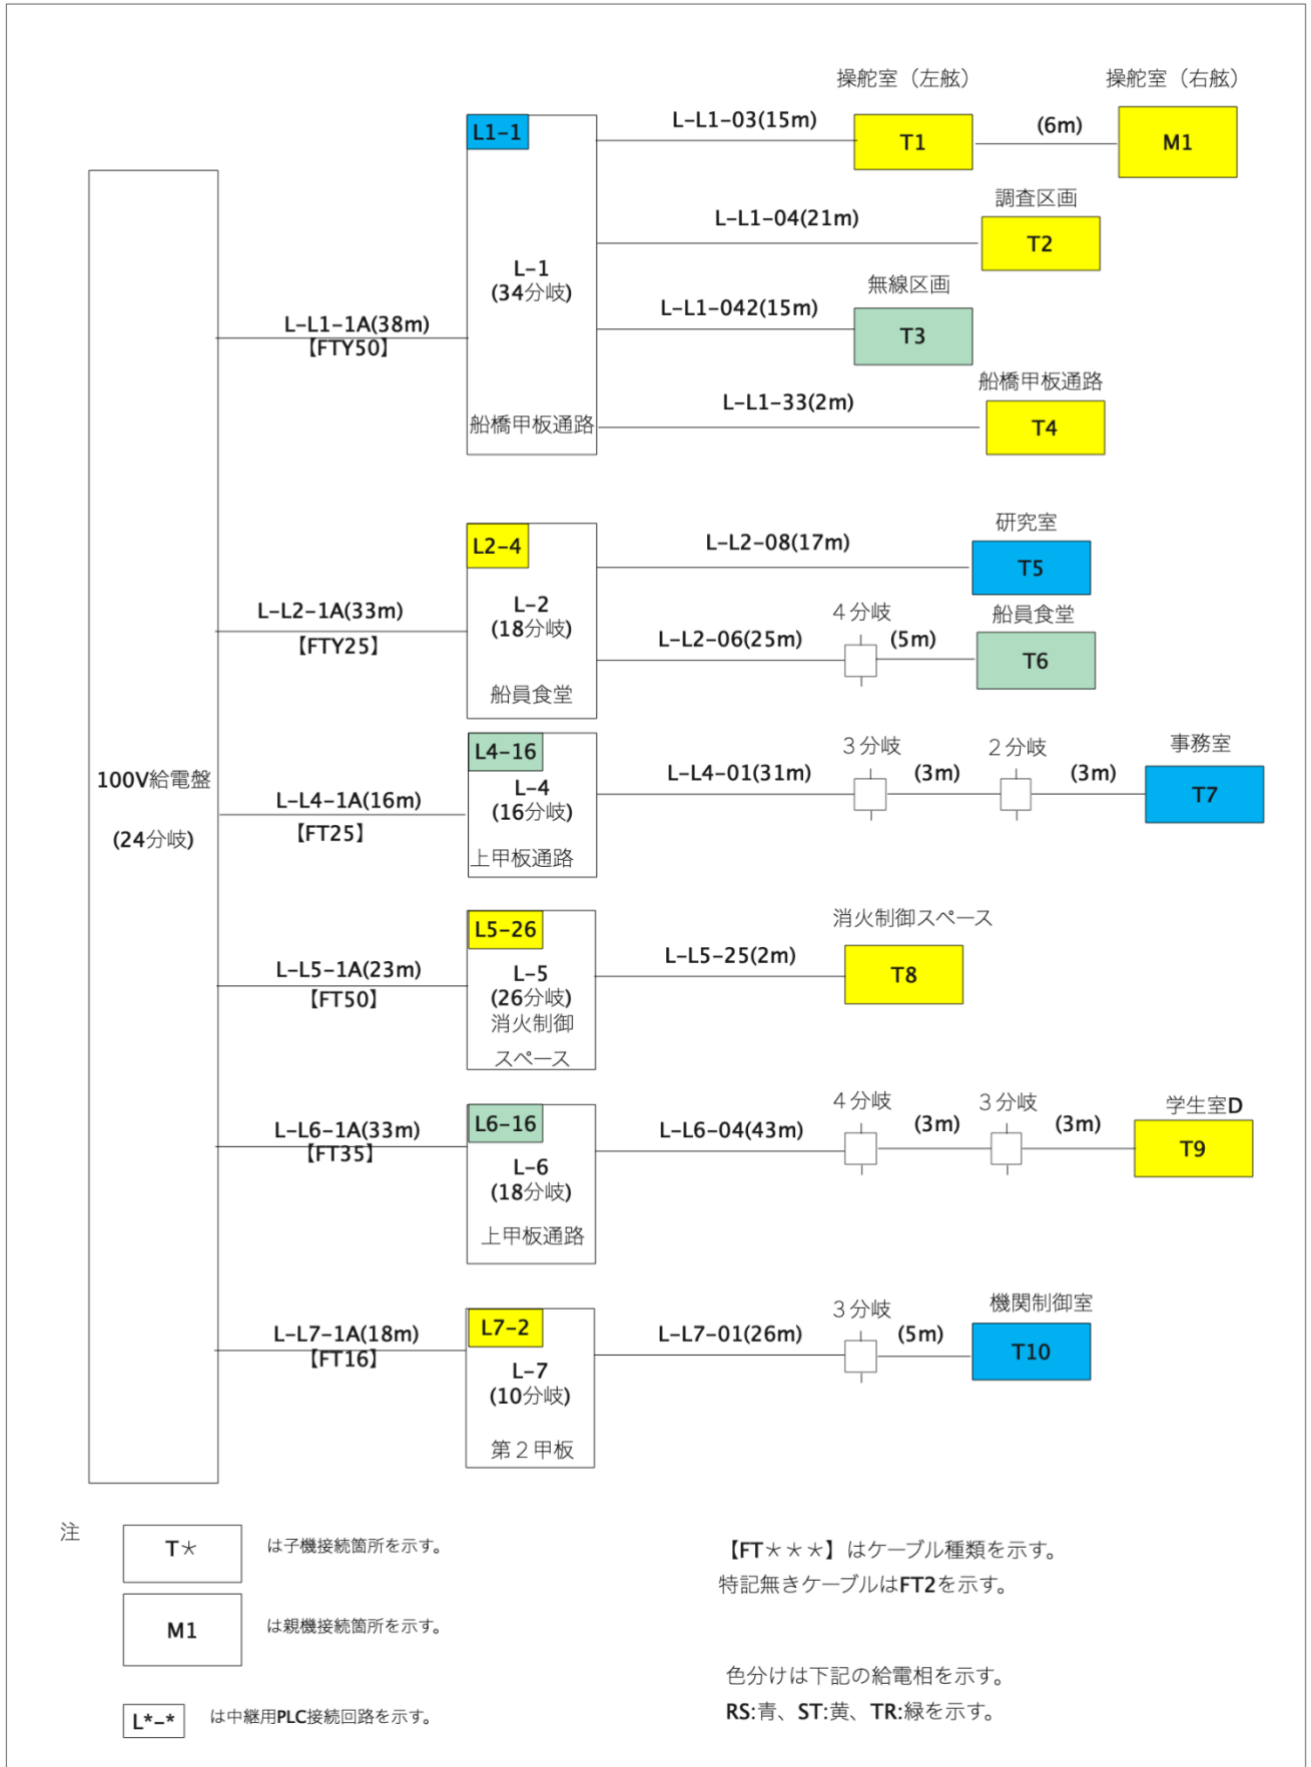 操舵室（左舷）
操舵室（右舷）
L1-1
L-L1-03(15m)
T1
(6m)
M1
調査区画
L-L1-04(21m)
T2
L-1
(34分岐)
無線区画
L-L1-042(15m)
T3
L-L1-1A(38m)
【FTY50】
船橋甲板通路
L-L1-33(2m)
船橋甲板通路
T4
L2-4
研究室
L-L2-08(17m)
T5
L-2
(18分岐)
L-L2-1A(33m)
【FTY25】
４分岐
船員食堂
L-L2-06(25m)
(5m)
T6
船員食堂
L4-16
３分岐
２分岐
事務室
100V給電盤
(24分岐)
L-L4-01(31m)
(3m)
(3m)
T7
L-4
(16分岐)
L-L4-1A(16m)
【FT25】
上甲板通路
L5-26
消火制御スペース
L-L5-25(2m)
T8
L-L5-1A(23m)
【FT50】
L-5
(26分岐)
消火制御
スペース
L6-16
４分岐
３分岐
学生室D
L-L6-1A(33m)
【FT35】
L-L6-04(43m)
(3m)
(3m)
T9
L-6
(18分岐)
上甲板通路
L7-2
３分岐
機関制御室
L-L7-1A(18m)
【FT16】
L-L7-01(26m)
(5m)
T10
L-7
(10分岐)
第２甲板
注
T＊
は子機接続箇所を示す。
M1
は親機接続箇所を示す。
L*-*
は中継用PLC接続回路を示す。
【FT＊＊＊】はケーブル種類を示す。
特記無きケーブルはFT2を示す。
色分けは下記の給電相を示す。
RS:青、ST:黄、TR:緑を示す。